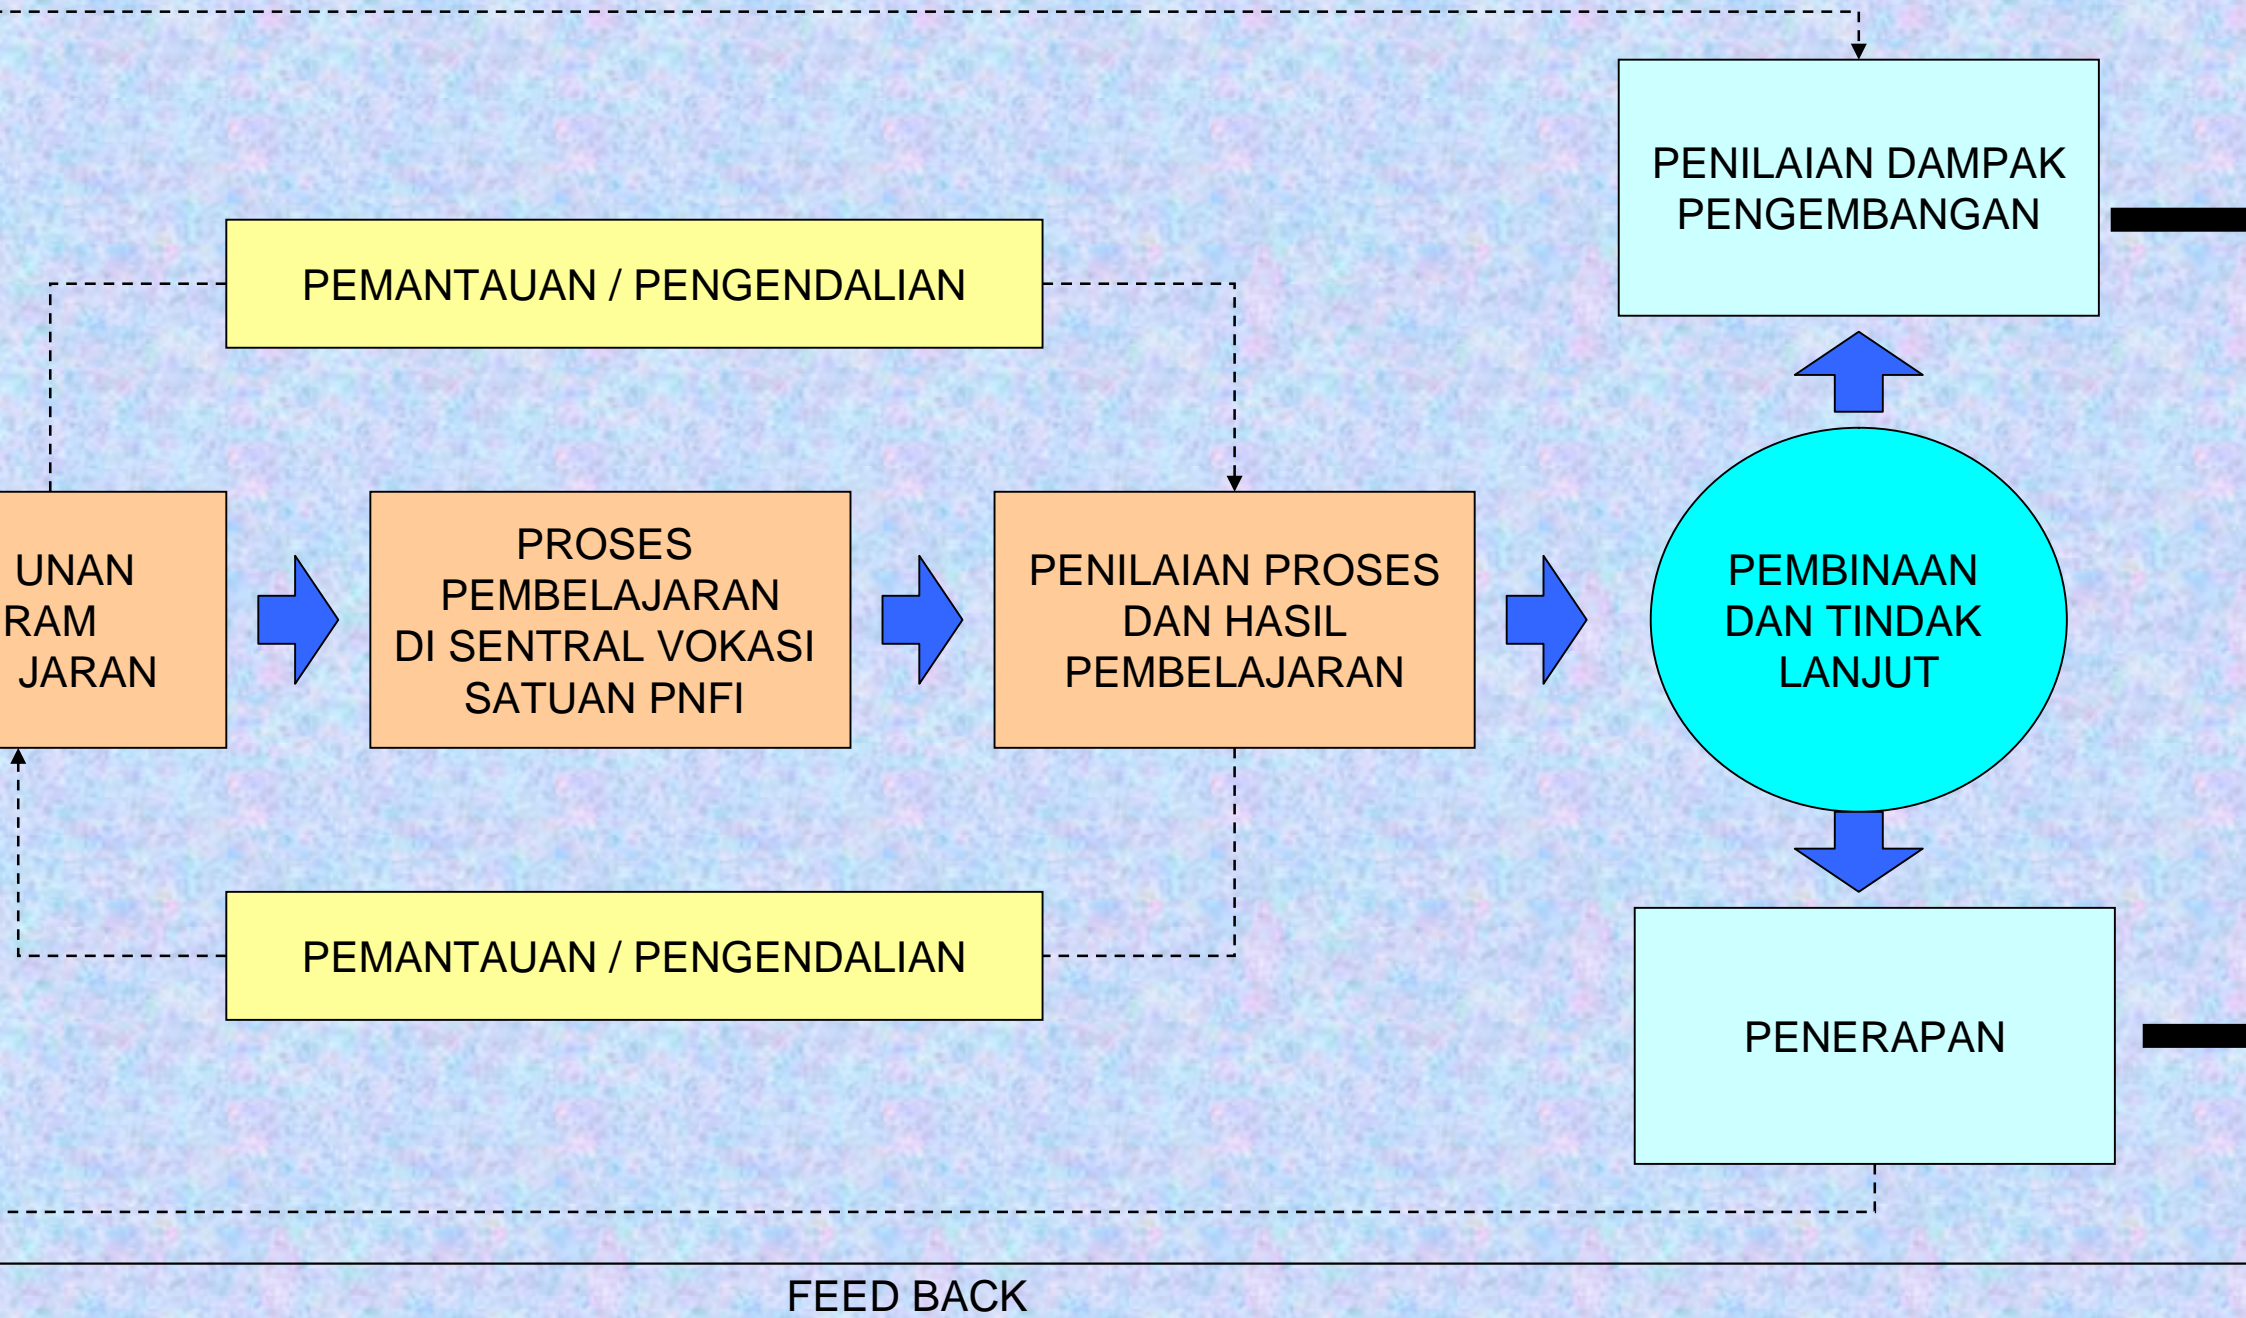 PENILAIAN DAMPAK
PENGEMBANGAN
PEMANTAUAN / PENGENDALIAN
UNAN
RAM
JARAN
PROSES
PEMBELAJARAN
DI SENTRAL VOKASI
SATUAN PNFI
PENILAIAN PROSES
DAN HASIL
PEMBELAJARAN
PEMBINAAN
DAN TINDAK
LANJUT
PEMANTAUAN / PENGENDALIAN
PENERAPAN
FEED BACK